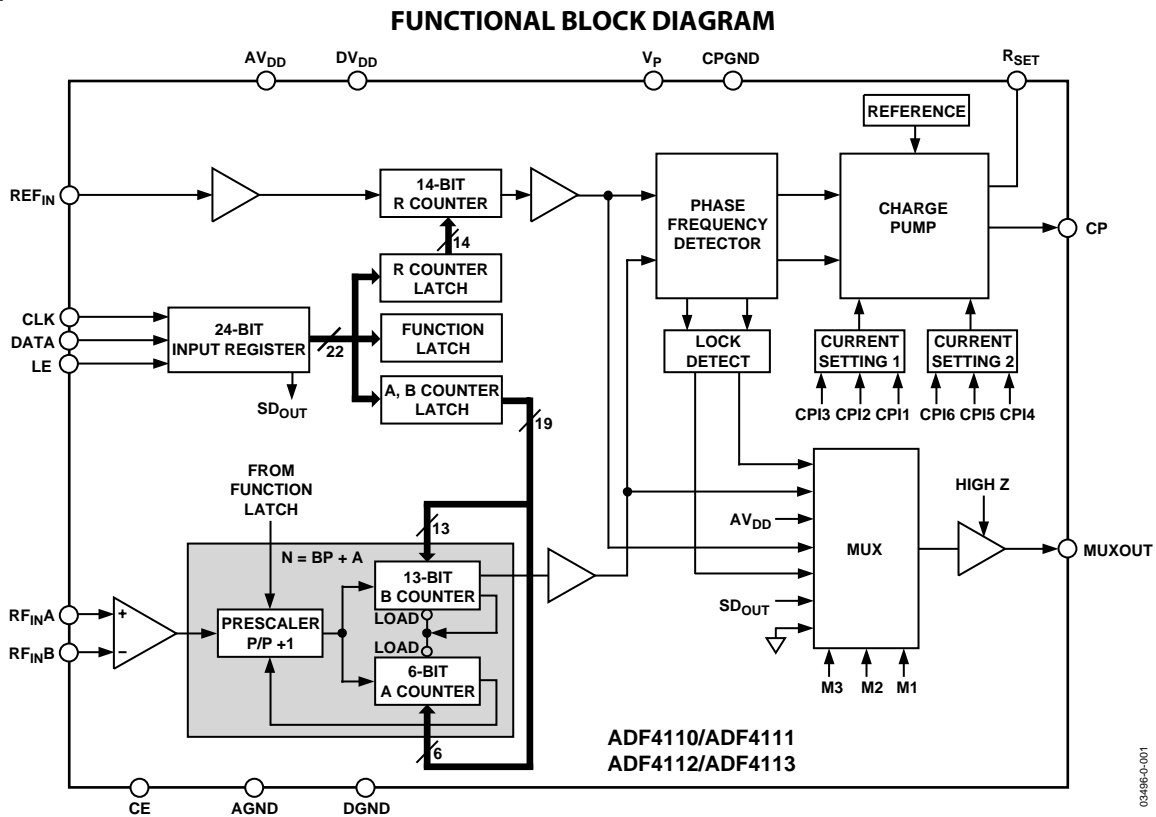 FUNCTIONAL BLOCK DIAGRAM
AVDD
DVDD
VP
CPGND
RSET
REFERENCE
REFIN
14-BIT
R COUNTER
PHASE
FREQUENCY
DETECTOR
CHARGE
PUMP
CP
14
R COUNTER
LATCH
CLK
DATA
LE
24-BIT
INPUT REGISTER
22
FUNCTION
LATCH
LOCK
DETECT
CURRENT
SETTING 1
CURRENT
SETTING 2
SDOUT
A, B COUNTER
LATCH
19
CPI3 CPI2 CPI1
CPI6 CPI5 CPI4
FROM
FUNCTION
LATCH
HIGH Z
13
AVDD
MUX
MUXOUT
N = BP + A
13-BIT
B COUNTER
RFINA
RFINB
+
−
PRESCALER
P/P +1
LOAD
LOAD
SDOUT
6-BIT
A COUNTER
M3 M2 M1
6
ADF4110/ADF4111
ADF4112/ADF4113
CE
AGND
DGND
03496-0-001